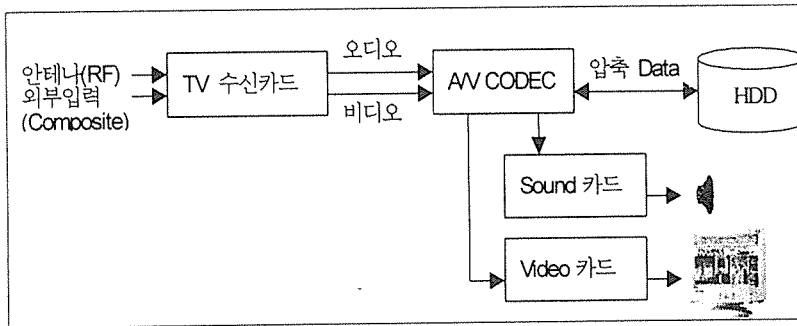 안테나(RF)
외부입력
(Composite)
TV 수신카드
오디오
비디오
A/V CODEC
압축 Data
HDD
Sound 카드
Video 카드